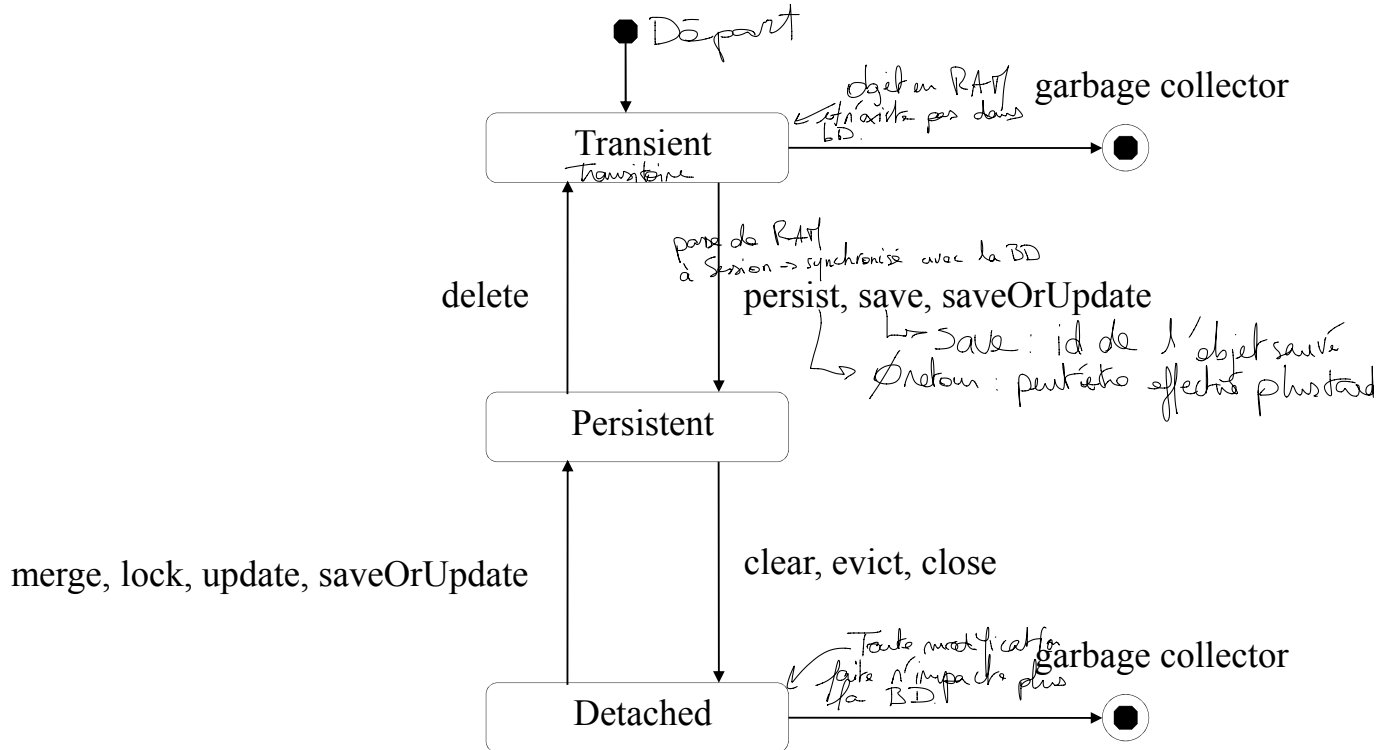 Départ
objet en RAM
et n'existe pas dans
bD.
garbage collector
Transient
Transitoire
passe de RAM
à Session -> synchronisé avec la BD
delete
persist, save, saveOrUpdate
save : id de l'objet sauvé
Ø retour : peut être effectué plus tard
Persistent
merge, lock, update, saveOrUpdate
clear, evict, close
Toute modification
faite n'impacte plus
la BD.
garbage collector
Detached